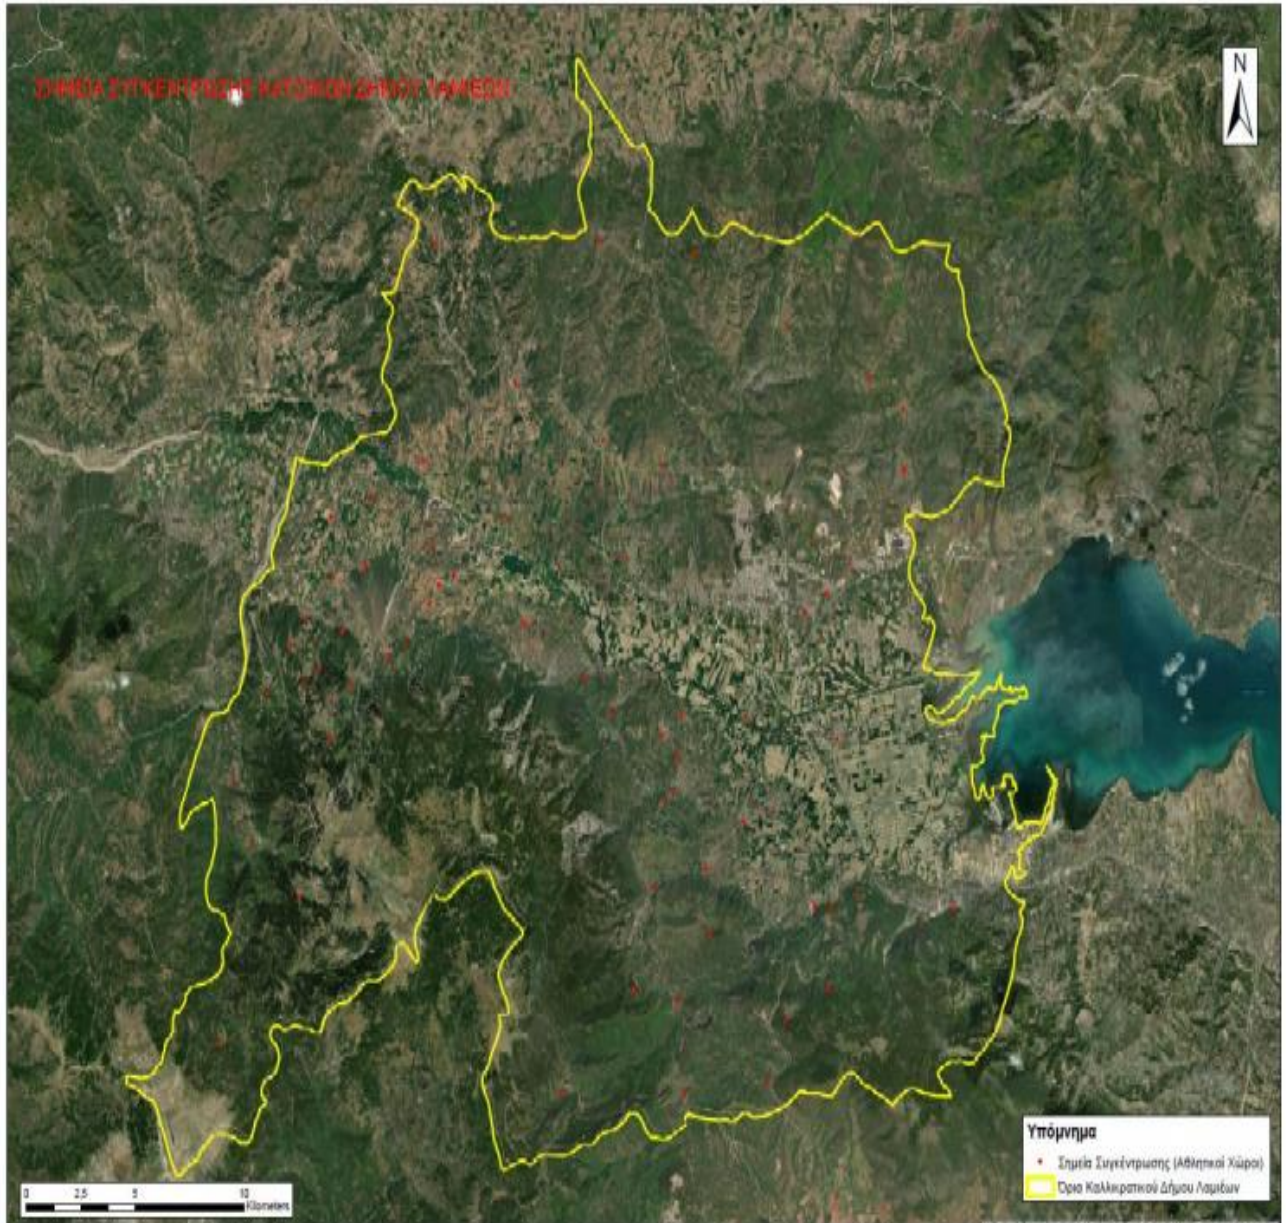 ΣΗΜΕΙΑ ΣΥΓΚΕΝΤΡΩΣΗΣ ΚΑΤΟΙΚΩΝ ΔΗΜΟΥ ΛΑΜΙΕΩΝ
N
Υπόμνημα
Σημεία Συγκέντρωσης (Αθλητικοί Χώροι)
Όριο Καλλικρατικού Δήμου Λαμιέων
0 2,5 5 10
Kilometers